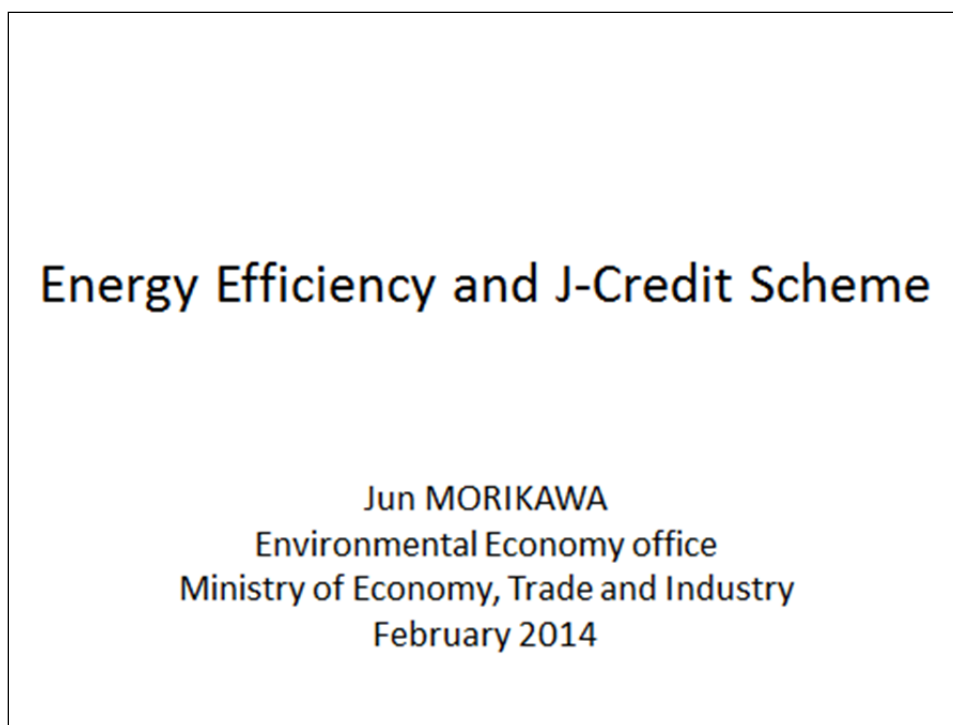 Energy Efficiency and J-Credit Scheme
Jun MORIKAWA
Environmental Economy office
Ministry of Economy, Trade and Industry
February 2014